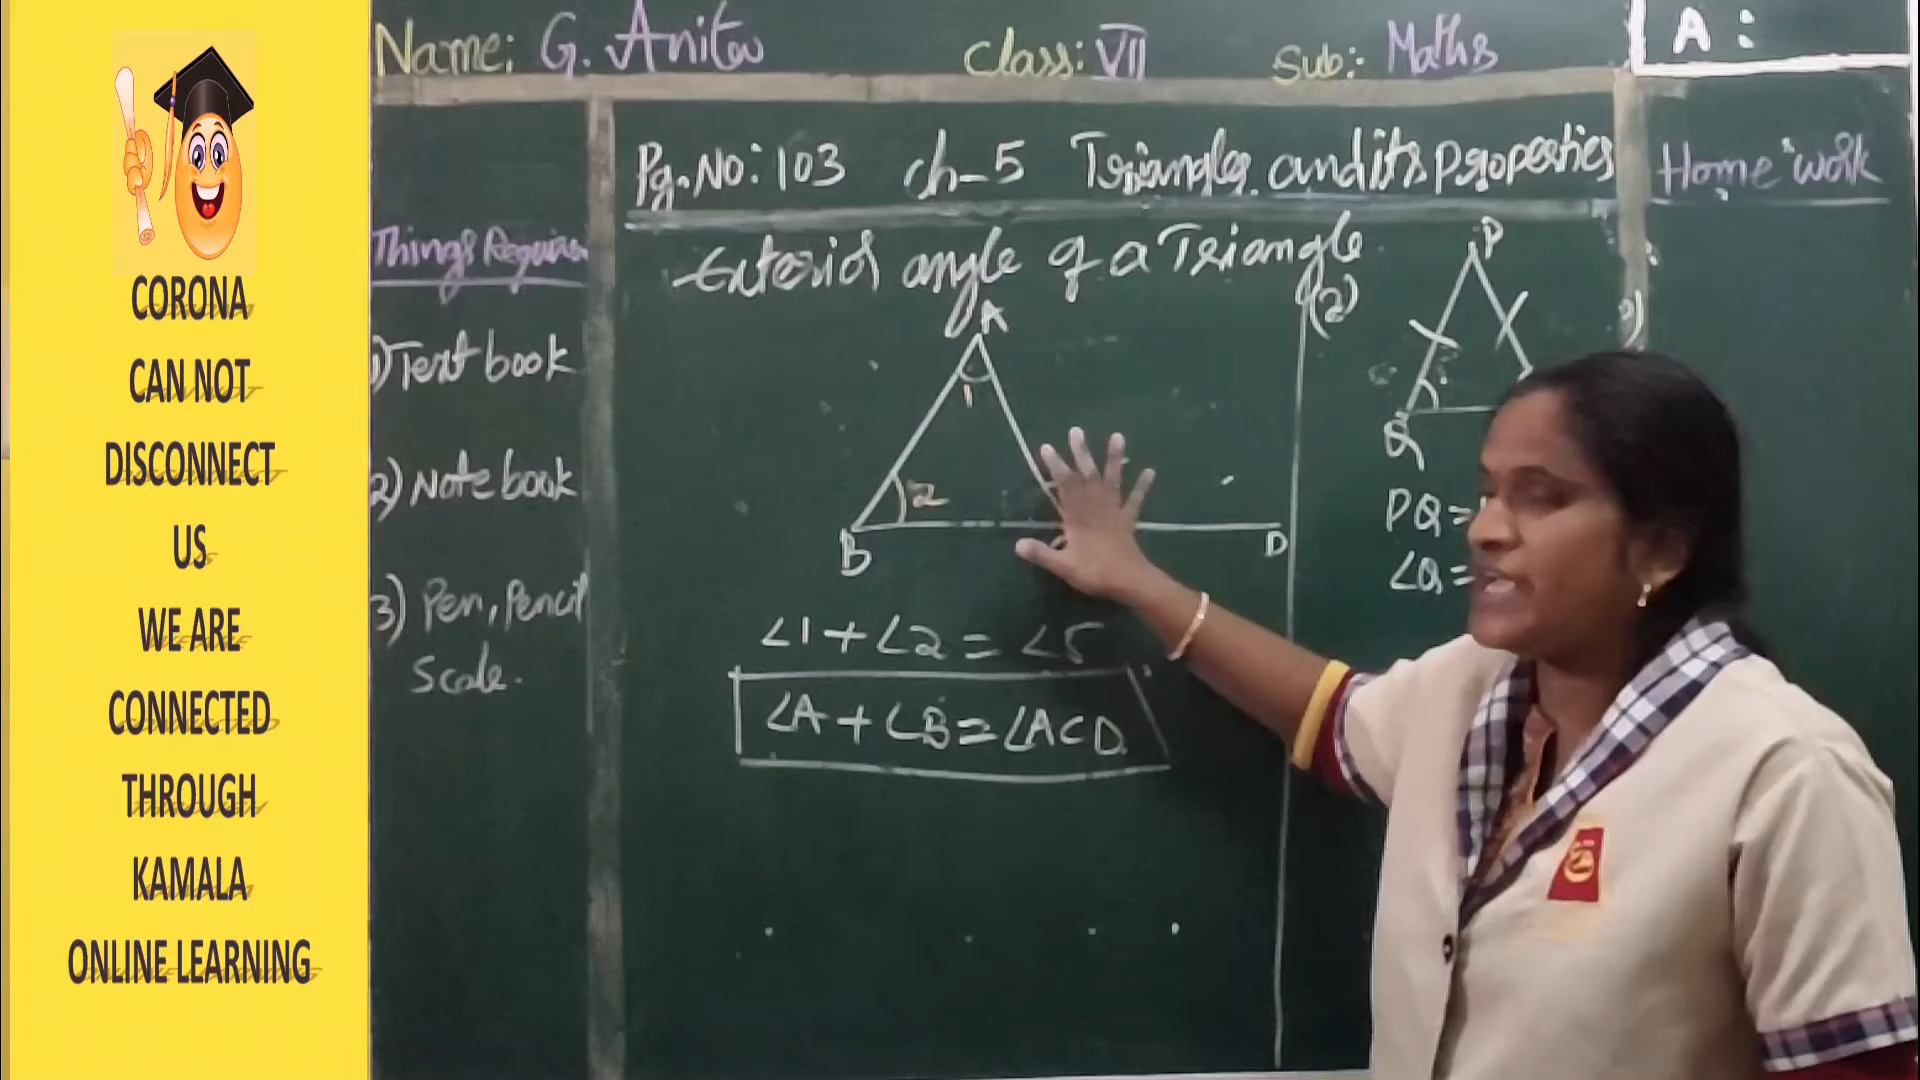 CORONA
CAN NOT
DISCONNECT
US
WE ARE
CONNECTED
THROUGH
KAMALA
ONLINE LEARNING
Name: G. Anita
Class: VII
Sub: Maths
A :
Pg.No: 103 ch-5 Triangles and its Properties
Home work
Things
1) Text book
2) Note book
3) Pen, Pencil
Scale.
Exterior angle of a Triangle
A
1
2
B
D
∠1 + ∠2 = ∠5
∠A + ∠B = ∠ACD
(2)
P
Q
PQ =
∠Q =